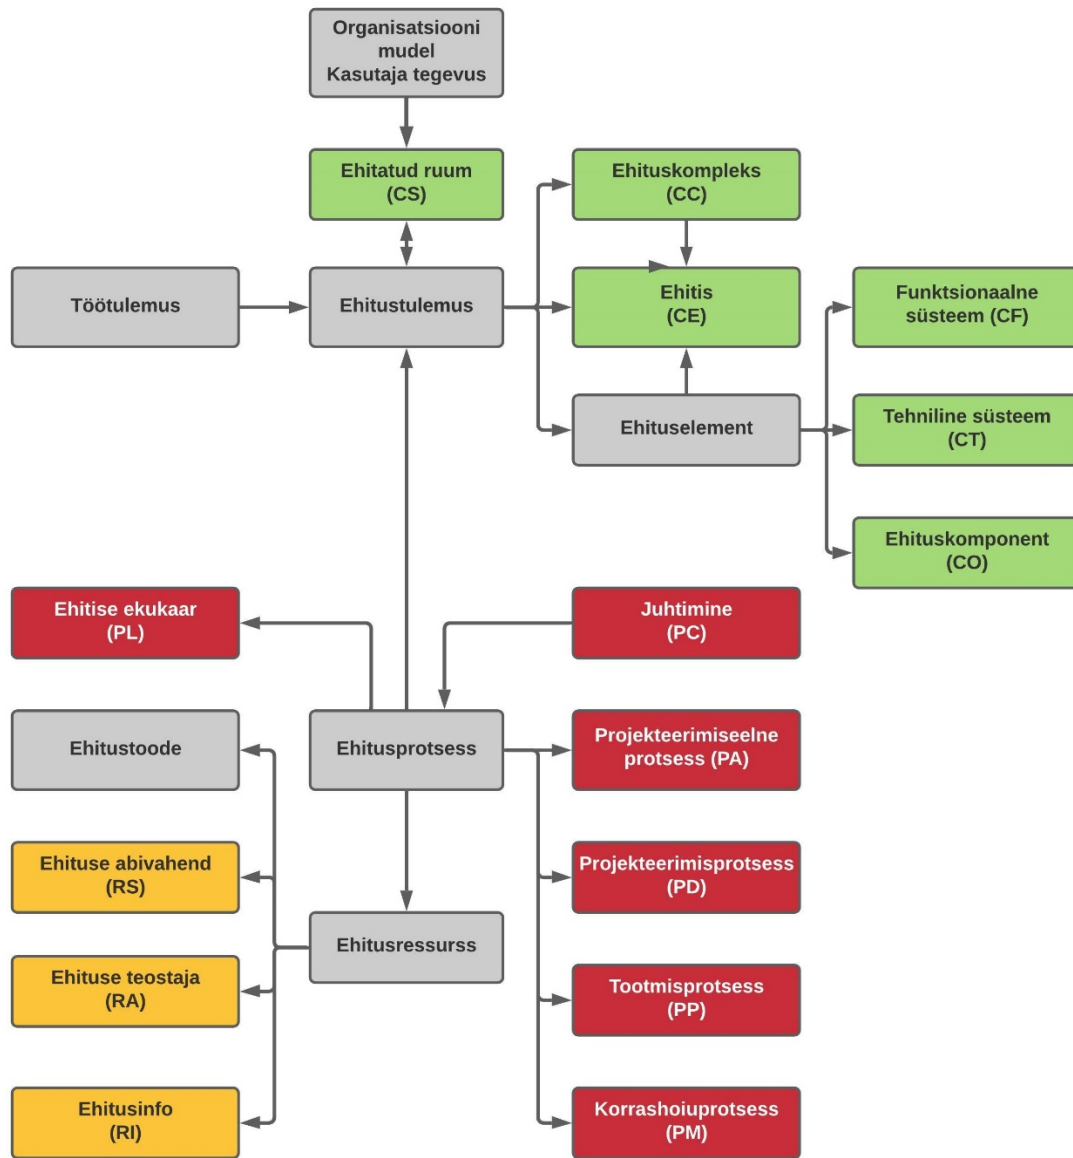 Organisatsiooni
mudel
Kasutaja tegevus
Ehitatud ruum
(CS)
Ehituskompleks
(CC)
Töötulemus
Ehitustulemus
Ehitis
(CE)
Funktsionaalne
süsteem (CF)
Ehituselement
Tehniline süsteem
(CT)
Ehituskomponent
(CO)
Ehitise ekukaar
(PL)
Juhtimine
(PC)
Ehitustoode
Ehitusprotsess
Projekteerimiseelne
protsess (PA)
Ehituse abivahend
(RS)
Projekteerimisprotsess
(PD)
Ehitusressurss
Ehituse teostaja
(RA)
Tootmisprotsess
(PP)
Ehitusinfo
(RI)
Korrashoiuprotsess
(PM)